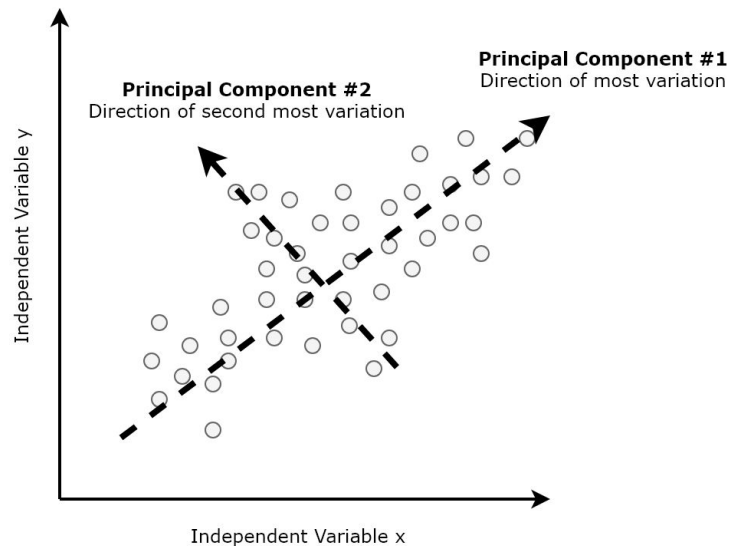 Principal Component #1
Direction of most variation
Principal Component #2
Direction of second most variation
Independent Variable y
Independent Variable x